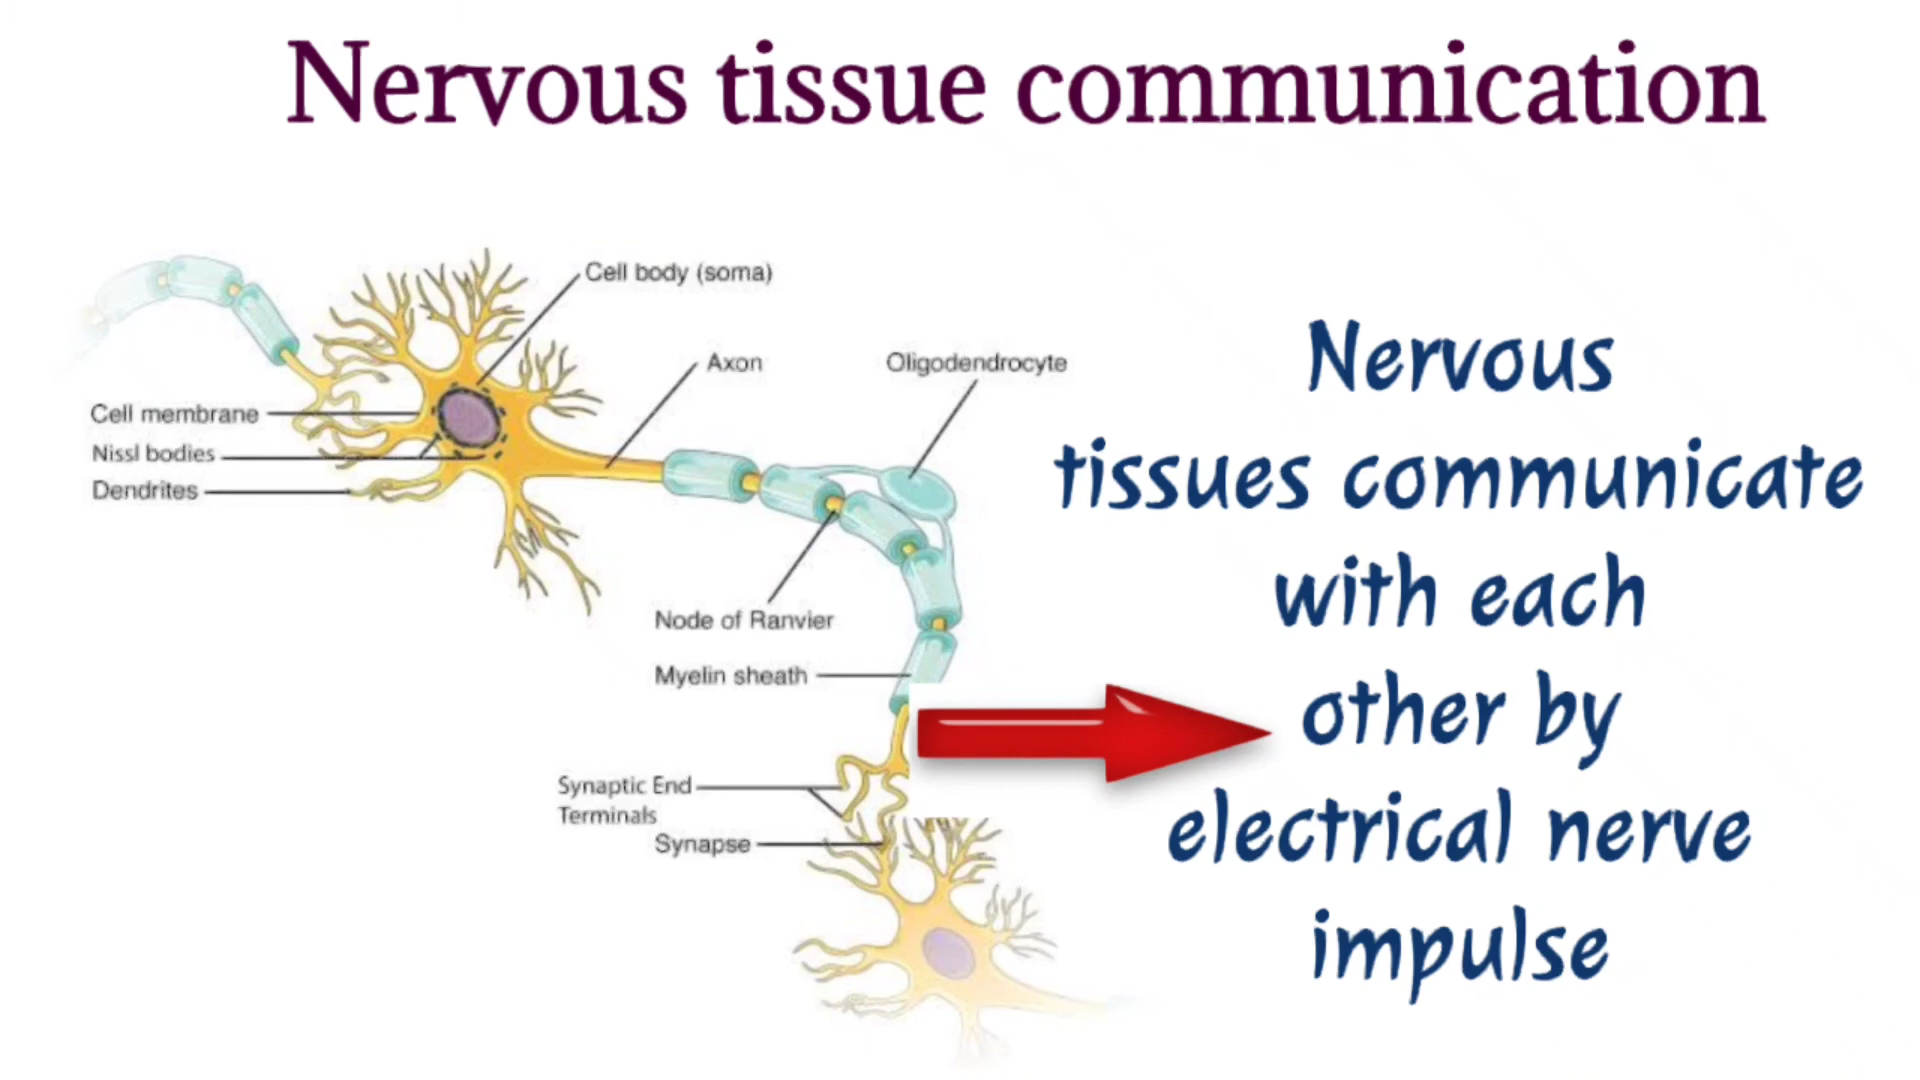 Nervous tissue communication
Cell body (soma)
Axon
Oligodendrocyte
Cell membrane
Nissl bodies
Dendrites
Node of Ranvier
Myelin sheath
Synaptic End
Terminals
Synapse
Nervous
tissues communicate
with each
other by
electrical nerve
impulse